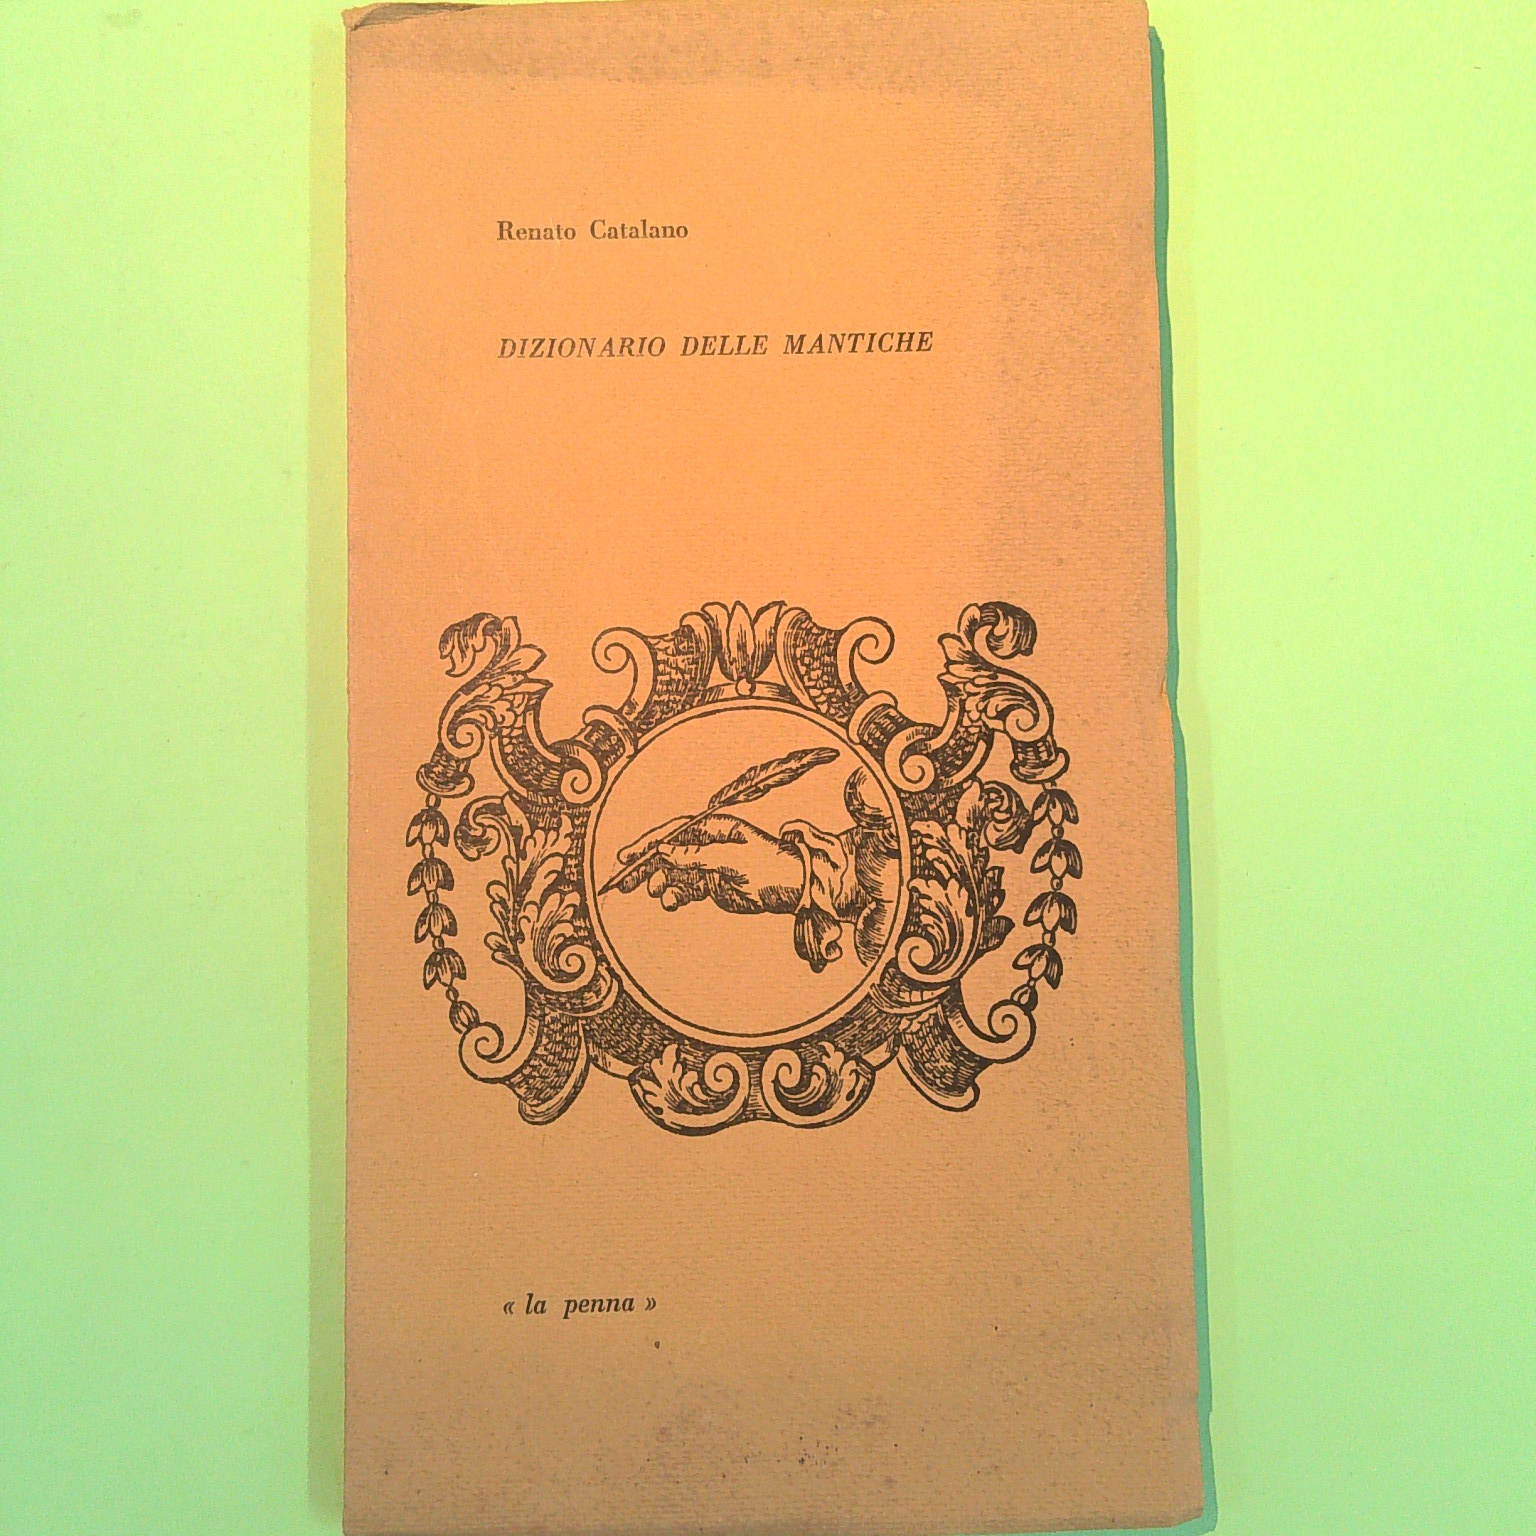 Renato Catalano
DIZIONARIO DELLE MANTICHE
« la penna »